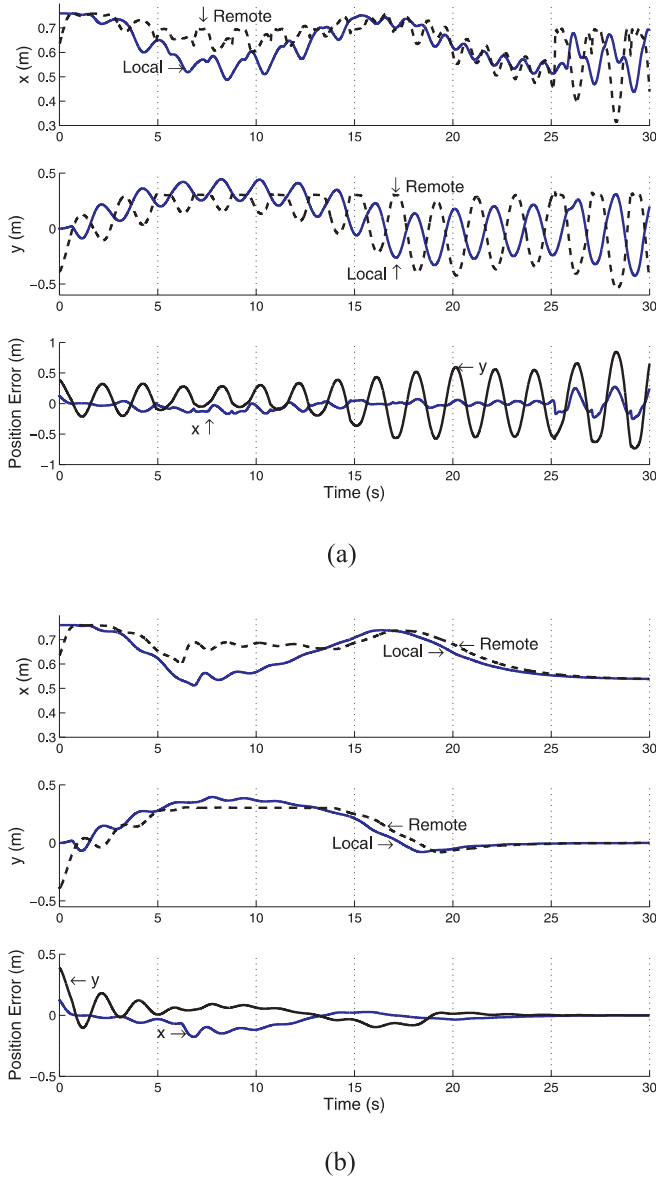 0.7
0.6
0.5
0.4
0.3
x (m)
↓ Remote
Local →
0 5 10 15 20 25 30
0.5
0
−0.5
y (m)
↓ Remote
Local ↑
0 5 10 15 20 25 30
1
0.5
0
−0.5
−1
Position Error (m)
← y
x ↑
0 5 10 15 20 25 30
Time (s)
(a)
0.7
0.6
0.5
0.4
0.3
x (m)
← Remote
Local →
0 5 10 15 20 25 30
0.5
0
−0.5
y (m)
← Remote
Local →
0 5 10 15 20 25 30
0.5
0
−0.5
Position Error (m)
← y
x →
0 5 10 15 20 25 30
Time (s)
(b)